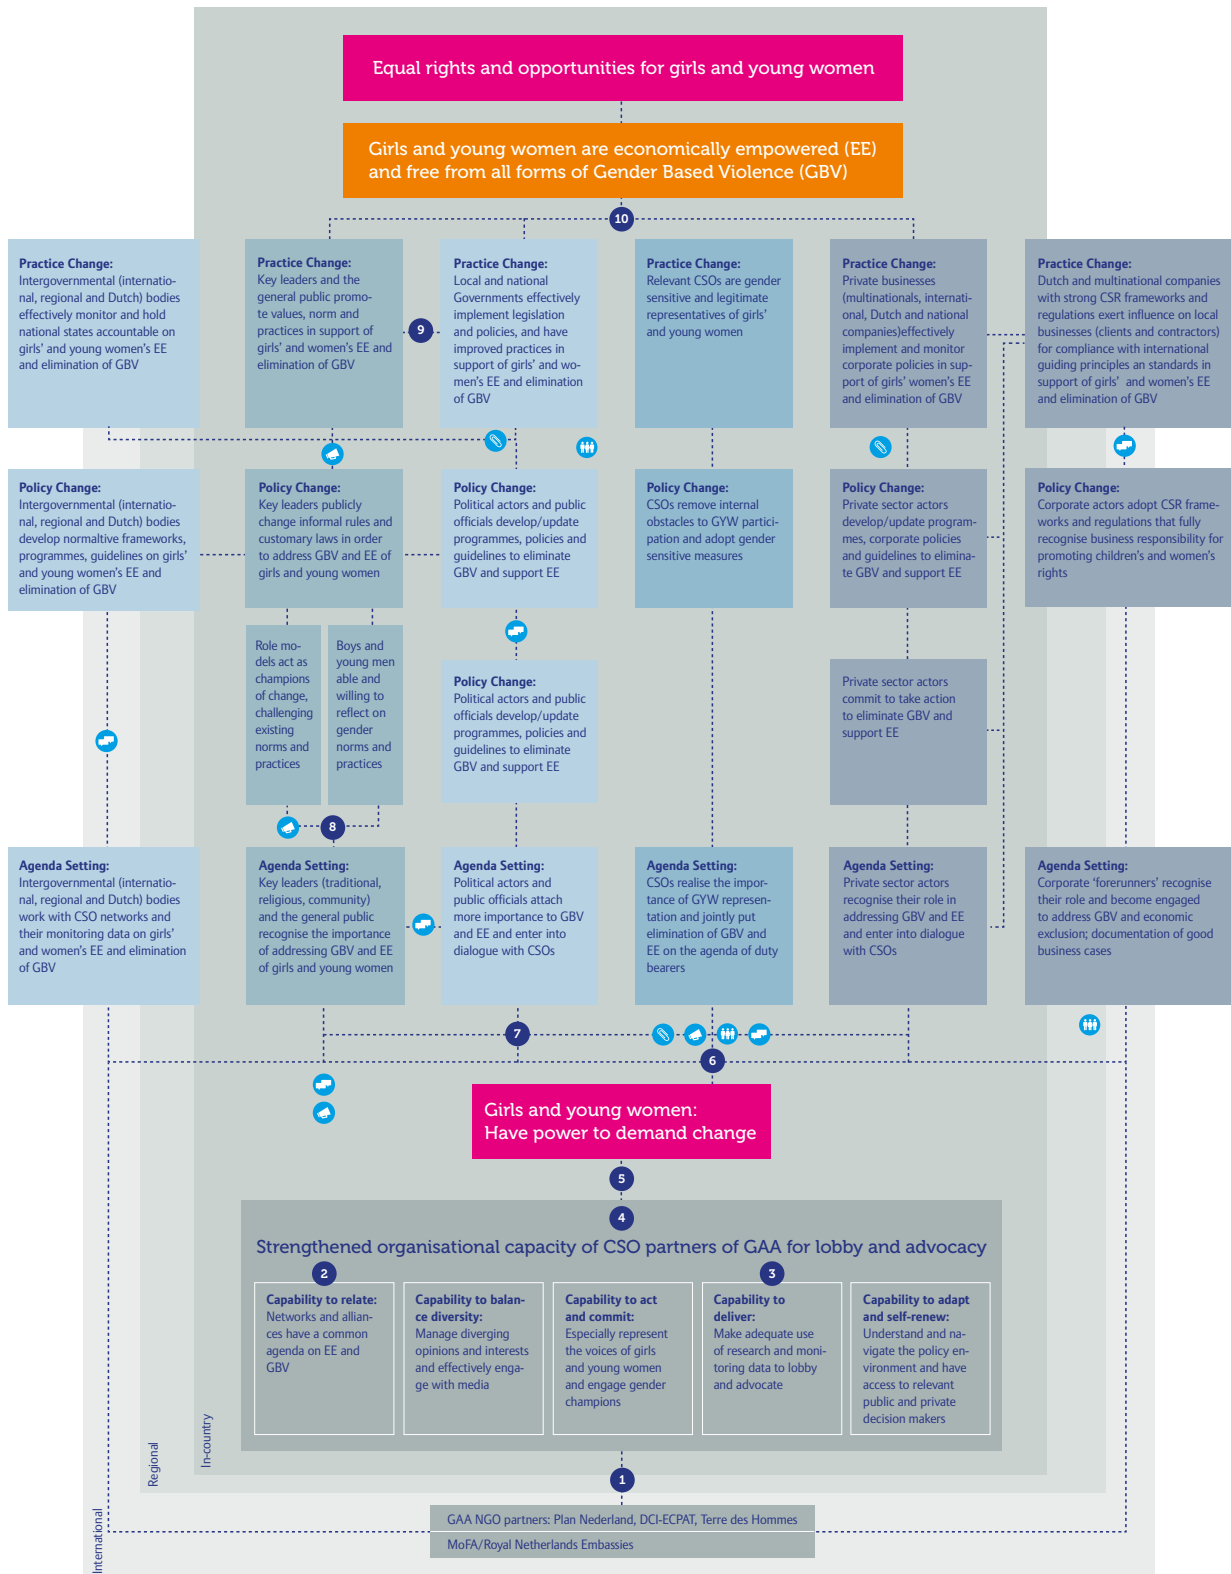 Equal rights and opportunities for girls and young women
Girls and young women are economically empowered (EE)
and free from all forms of Gender Based Violence (GBV)
10
Practice Change:
Intergovernmental (internatio-
nal, regional and Dutch) bodies
effectively monitor and hold
national states accountable on
girls' and young women's EE
and elimination of GBV
Practice Change:
Key leaders and the
general public promo-
te values, norm and
practices in support of
girls' and women's EE and
elimination of GBV
9
Practice Change:
Local and national
Governments effectively
implement legislation
and policies, and have
improved practices in
support of girls' and wo-
men's EE and elimination
of GBV
Practice Change:
Relevant CSOs are gender
sensitive and legitimate
representatives of girls'
and young women
Practice Change:
Private businesses
(multinationals, internati-
onal, Dutch and national
companies)effectively
implement and monitor
corporate policies in sup-
port of girls' women's EE
and elimination of GBV
Practice Change:
Dutch and multinational companies
with strong CSR frameworks and
regulations exert influence on local
businesses (clients and contractors)
for compliance with international
guiding principles an standards in
support of girls' and women's EE
and elimination of GBV
Policy Change:
Intergovernmental (internatio-
nal, regional and Dutch) bodies
develop normaltive frameworks,
programmes, guidelines on girls'
and young women's EE and
elimination of GBV
Policy Change:
Key leaders publicly
change informal rules and
customary laws in order
to address GBV and EE of
girls and young women
Policy Change:
Political actors and public
officials develop/update
programmes, policies and
guidelines to eliminate
GBV and support EE
Policy Change:
CSOs remove internal
obstacles to GYW partici-
pation and adopt gender
sensitive measures
Policy Change:
Private sector actors
develop/update program-
mes, corporate policies
and guidelines to elimina-
te GBV and support EE
Policy Change:
Corporate actors adopt CSR frame-
works and regulations that fully
recognise business responsibility for
promoting children's and women's
rights
Role mo-
dels act as
champions
of change,
challenging
existing
norms and
practices
Boys and
young men
able and
willing to
reflect on
gender
norms and
practices
Policy Change:
Political actors and public
officials develop/update
programmes, policies and
guidelines to eliminate
GBV and support EE
Private sector actors
commit to take action
to eliminate GBV and
support EE
8
Agenda Setting:
Intergovernmental (internatio-
nal, regional and Dutch) bodies
work with CSO networks and
their monitoring data on girls'
and women's EE and elimination
of GBV
Agenda Setting:
Key leaders (traditional,
religious, community)
and the general public
recognise the importance
of addressing GBV and EE
of girls and young women
Agenda Setting:
Political actors and
public officials attach
more importance to GBV
and EE and enter into
dialogue with CSOs
Agenda Setting:
CSOs realise the impor-
tance of GYW represen-
tation and jointly put
elimination of GBV and
EE on the agenda of duty
bearers
Agenda Setting:
Private sector actors
recognise their role in
addressing GBV and EE
and enter into dialogue
with CSOs
Agenda Setting:
Corporate 'forerunners' recognise
their role and become engaged
to address GBV and economic
exclusion; documentation of good
business cases
7
6
Girls and young women:
Have power to demand change
5
4
Strengthened organisational capacity of CSO partners of GAA for lobby and advocacy
2
3
Capability to relate:
Networks and allian-
ces have a common
agenda on EE and
GBV
Capability to balan-
ce diversity:
Manage diverging
opinions and interests
and effectively enga-
ge with media
Capability to act
and commit:
Especially represent
the voices of girls
and young women
and engage gender
champions
Capability to
deliver:
Make adequate use
of research and moni-
toring data to lobby
and advocate
Capability to adapt
and self-renew:
Understand and na-
vigate the policy en-
vironment and have
access to relevant
public and private
decision makers
In-country
Regional
International
1
GAA NGO partners: Plan Nederland, DCI-ECPAT, Terre des Hommes
MoFA/Royal Netherlands Embassies